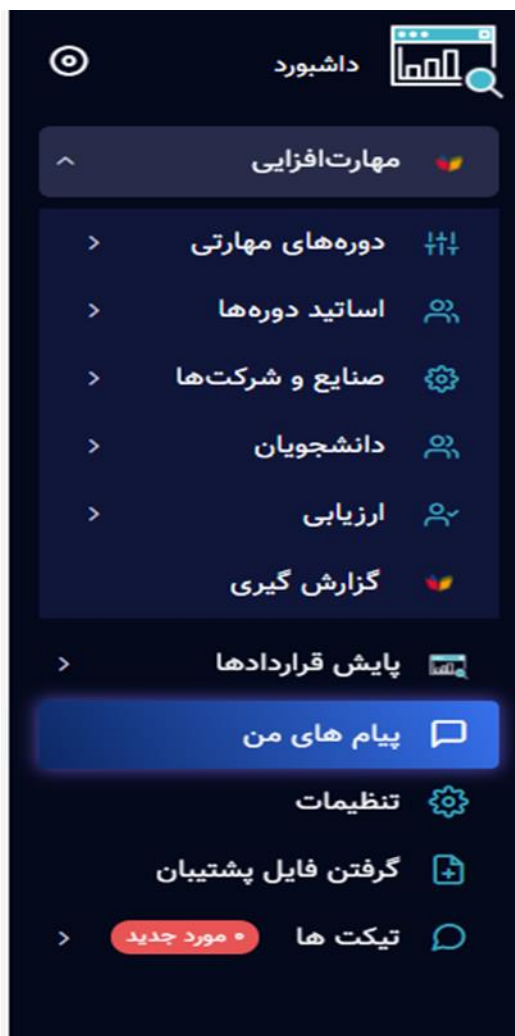 داشبورد
مهارت‌افزایی
دوره‌های مهارتی
اساتید دوره‌ها
صنایع و شرکت‌ها
دانشجویان
ارزیابی
گزارش گیری
پایش قراردادها
پیام های من
تنظیمات
گرفتن فایل پشتیبان
تیکت ها ۰ مورد جدید